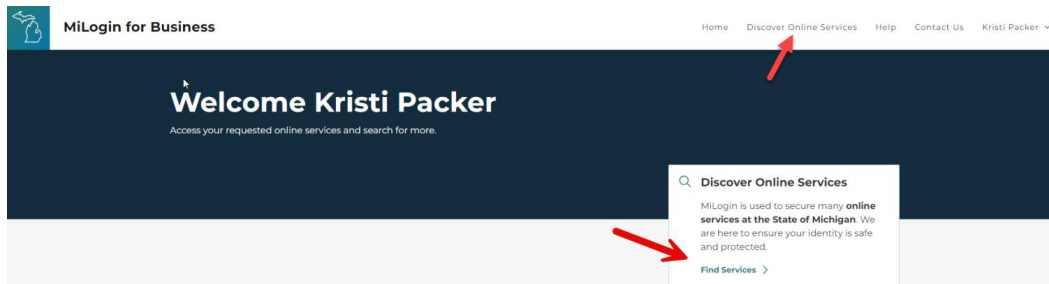 MiLogin for Business
Home Discover Online Services Help Contact Us Kristi Packer
Welcome Kristi Packer
Access your requested online services and search for more.
Discover Online Services
MiLogin is used to secure many online
services at the State of Michigan. We
are here to ensure your identity is safe
and protected.
Find Services